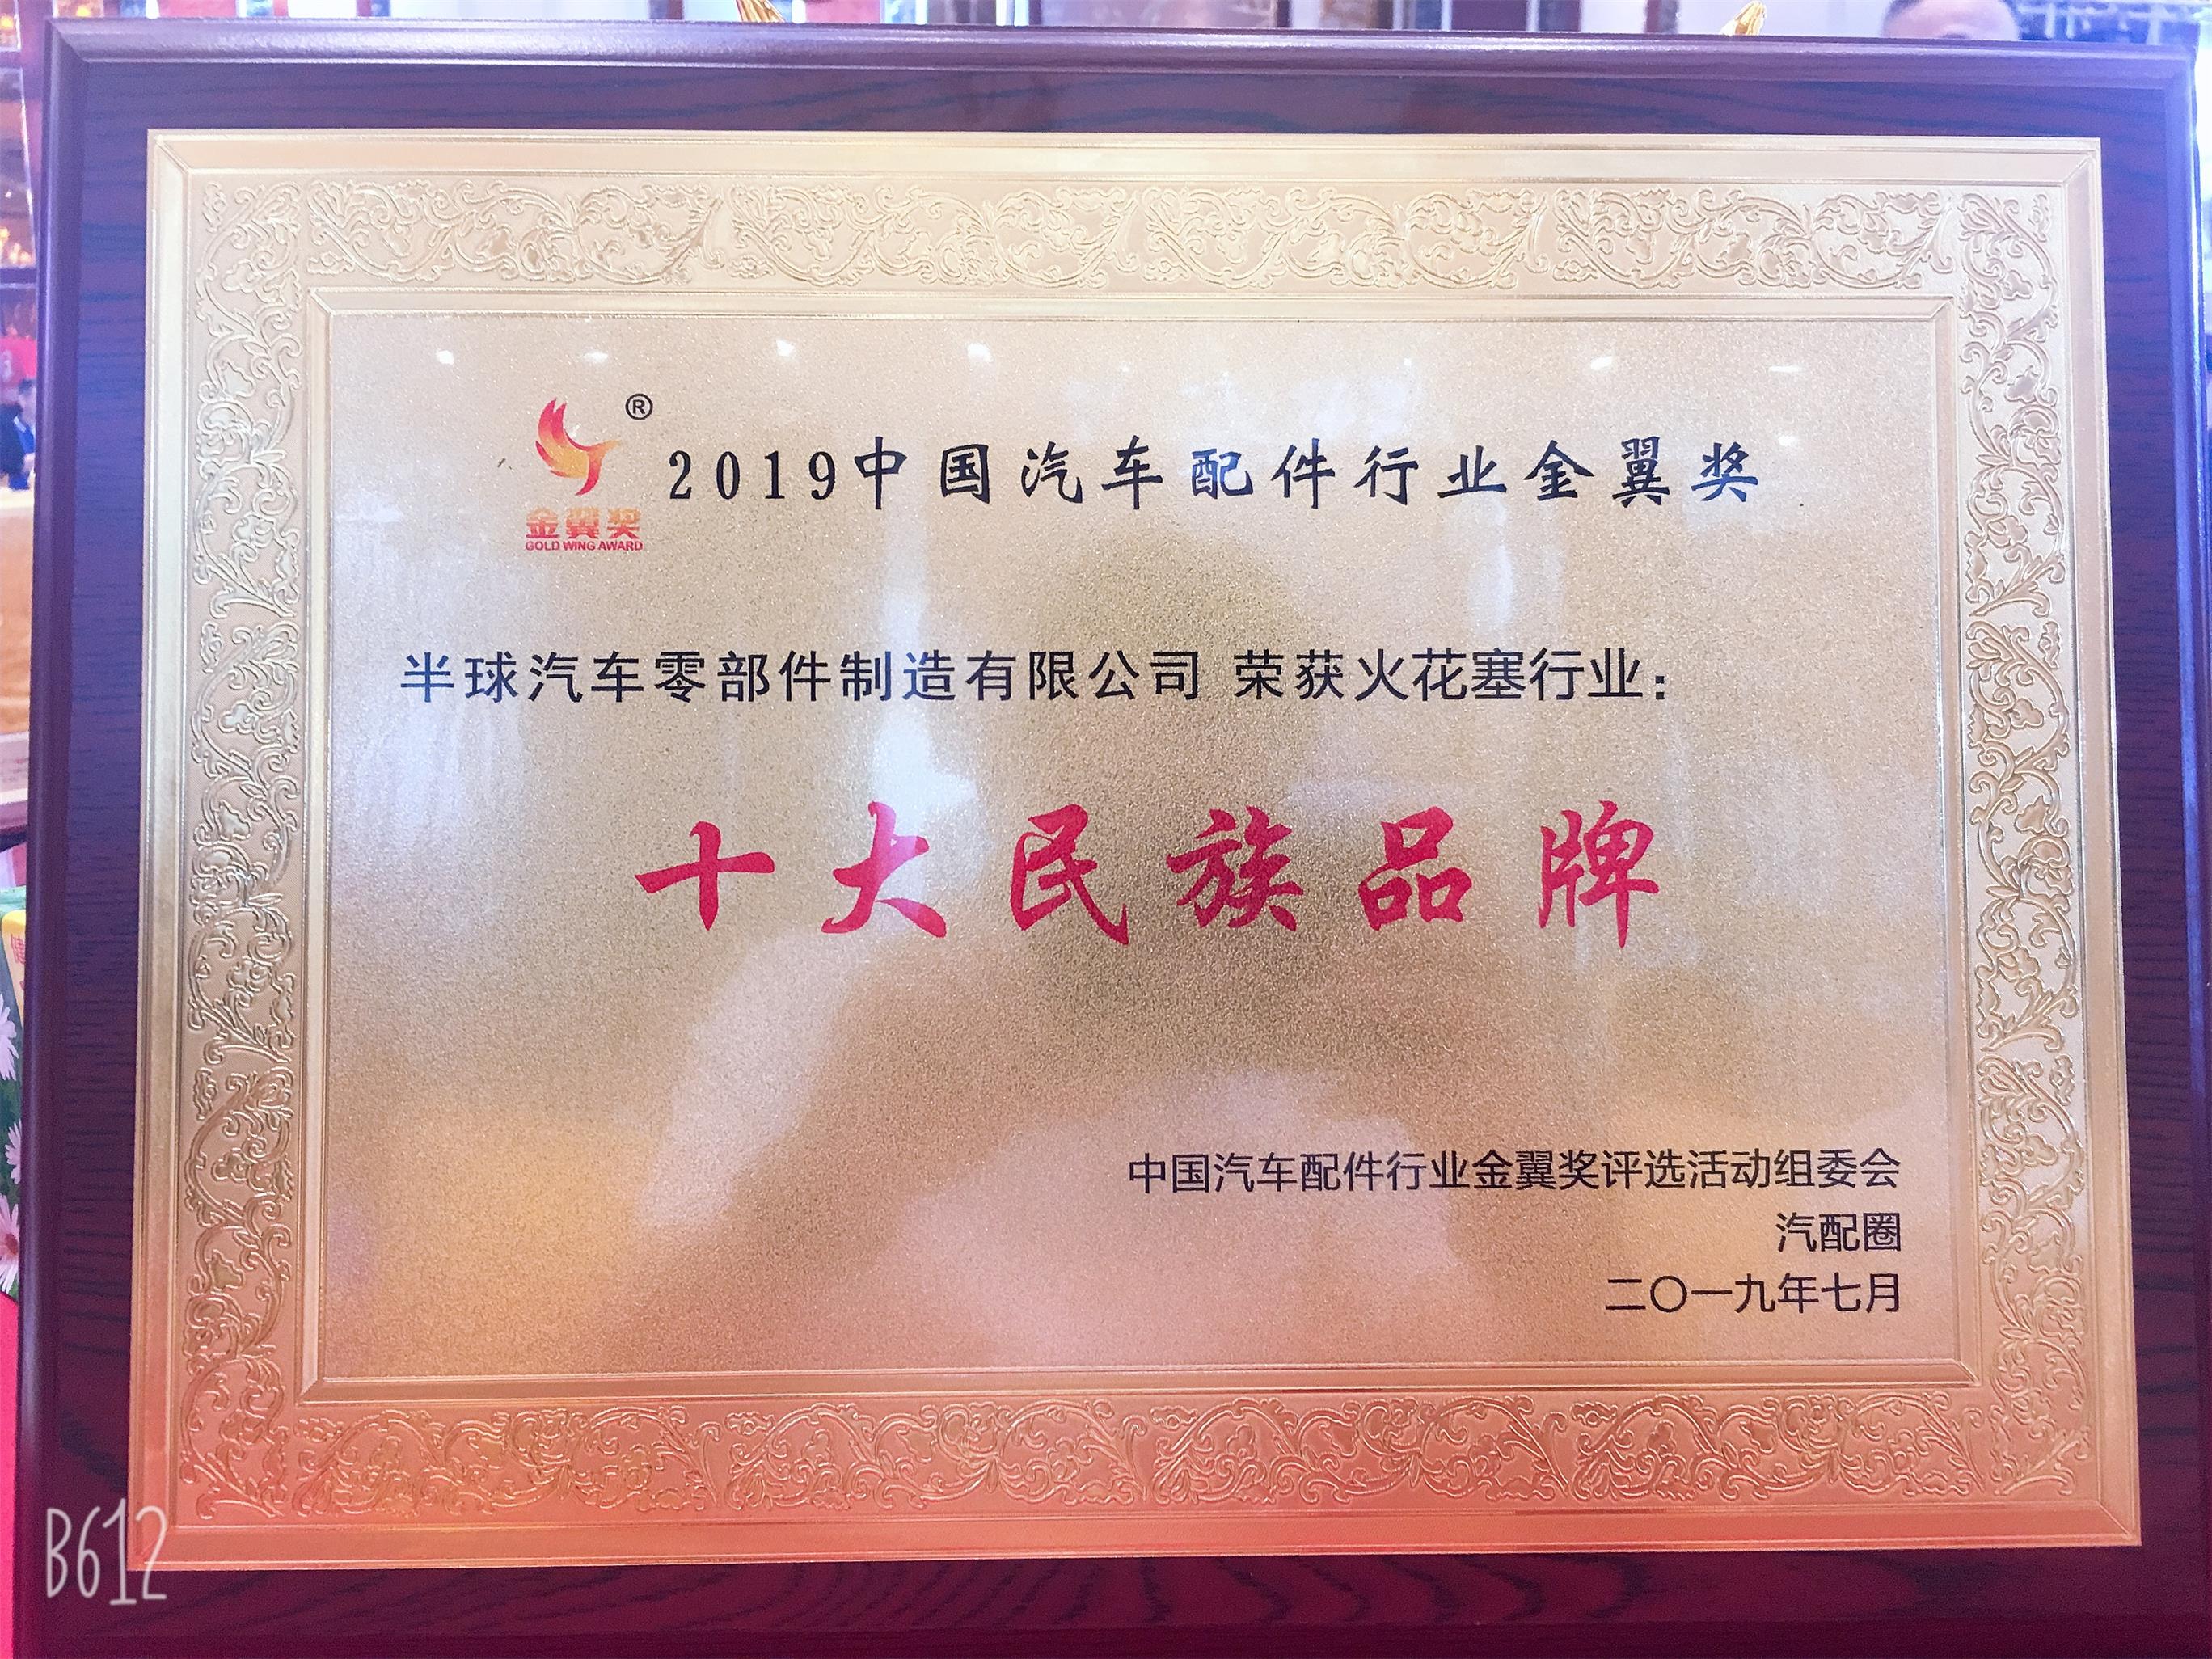 ®
2019中国汽车配件行业金翼奖
金翼奖
GOLD WING AWARD
半球汽车零部件制造有限公司 荣获火花塞行业:
十大民族品牌
中国汽车配件行业金翼奖评选活动组委会
汽配圈
二〇一九年七月
B612